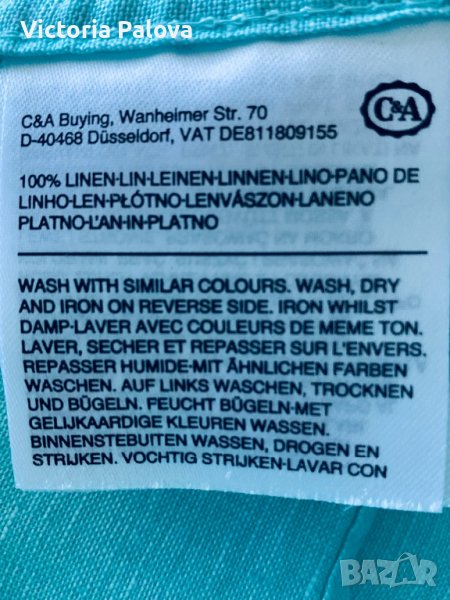 Victoria Palova
C&A Buying, Wanheimer Str. 70
D-40468 Düsseldorf, VAT DE811809155
C&A
100% LINEN-LIN-LEINEN-LINNEN-LINO-PANO DE
LINHO-LEN-PŁÓTNO-LENVÁSZON-LANENO
PLATNO-L'AN-IN-PLATNO
WASH WITH SIMILAR COLOURS. WASH, DRY
AND IRON ON REVERSE SIDE. IRON WHILST
DAMP-LAVER AVEC COULEURS DE MEME TON.
LAVER, SECHER ET REPASSER SUR L'ENVERS.
REPASSER HUMIDE-MIT ÄHNLICHEN FARBEN
WASCHEN. AUF LINKS WASCHEN, TROCKNEN
UND BÜGELN. FEUCHT BÜGELN-MET
GELIJKAARDIGE KLEUREN WASSEN.
BINNENSTEBUITEN WASSEN, DROGEN EN
STRIJKEN. VOCHTIG STRIJKEN-LAVAR CON
BAZAR.BG